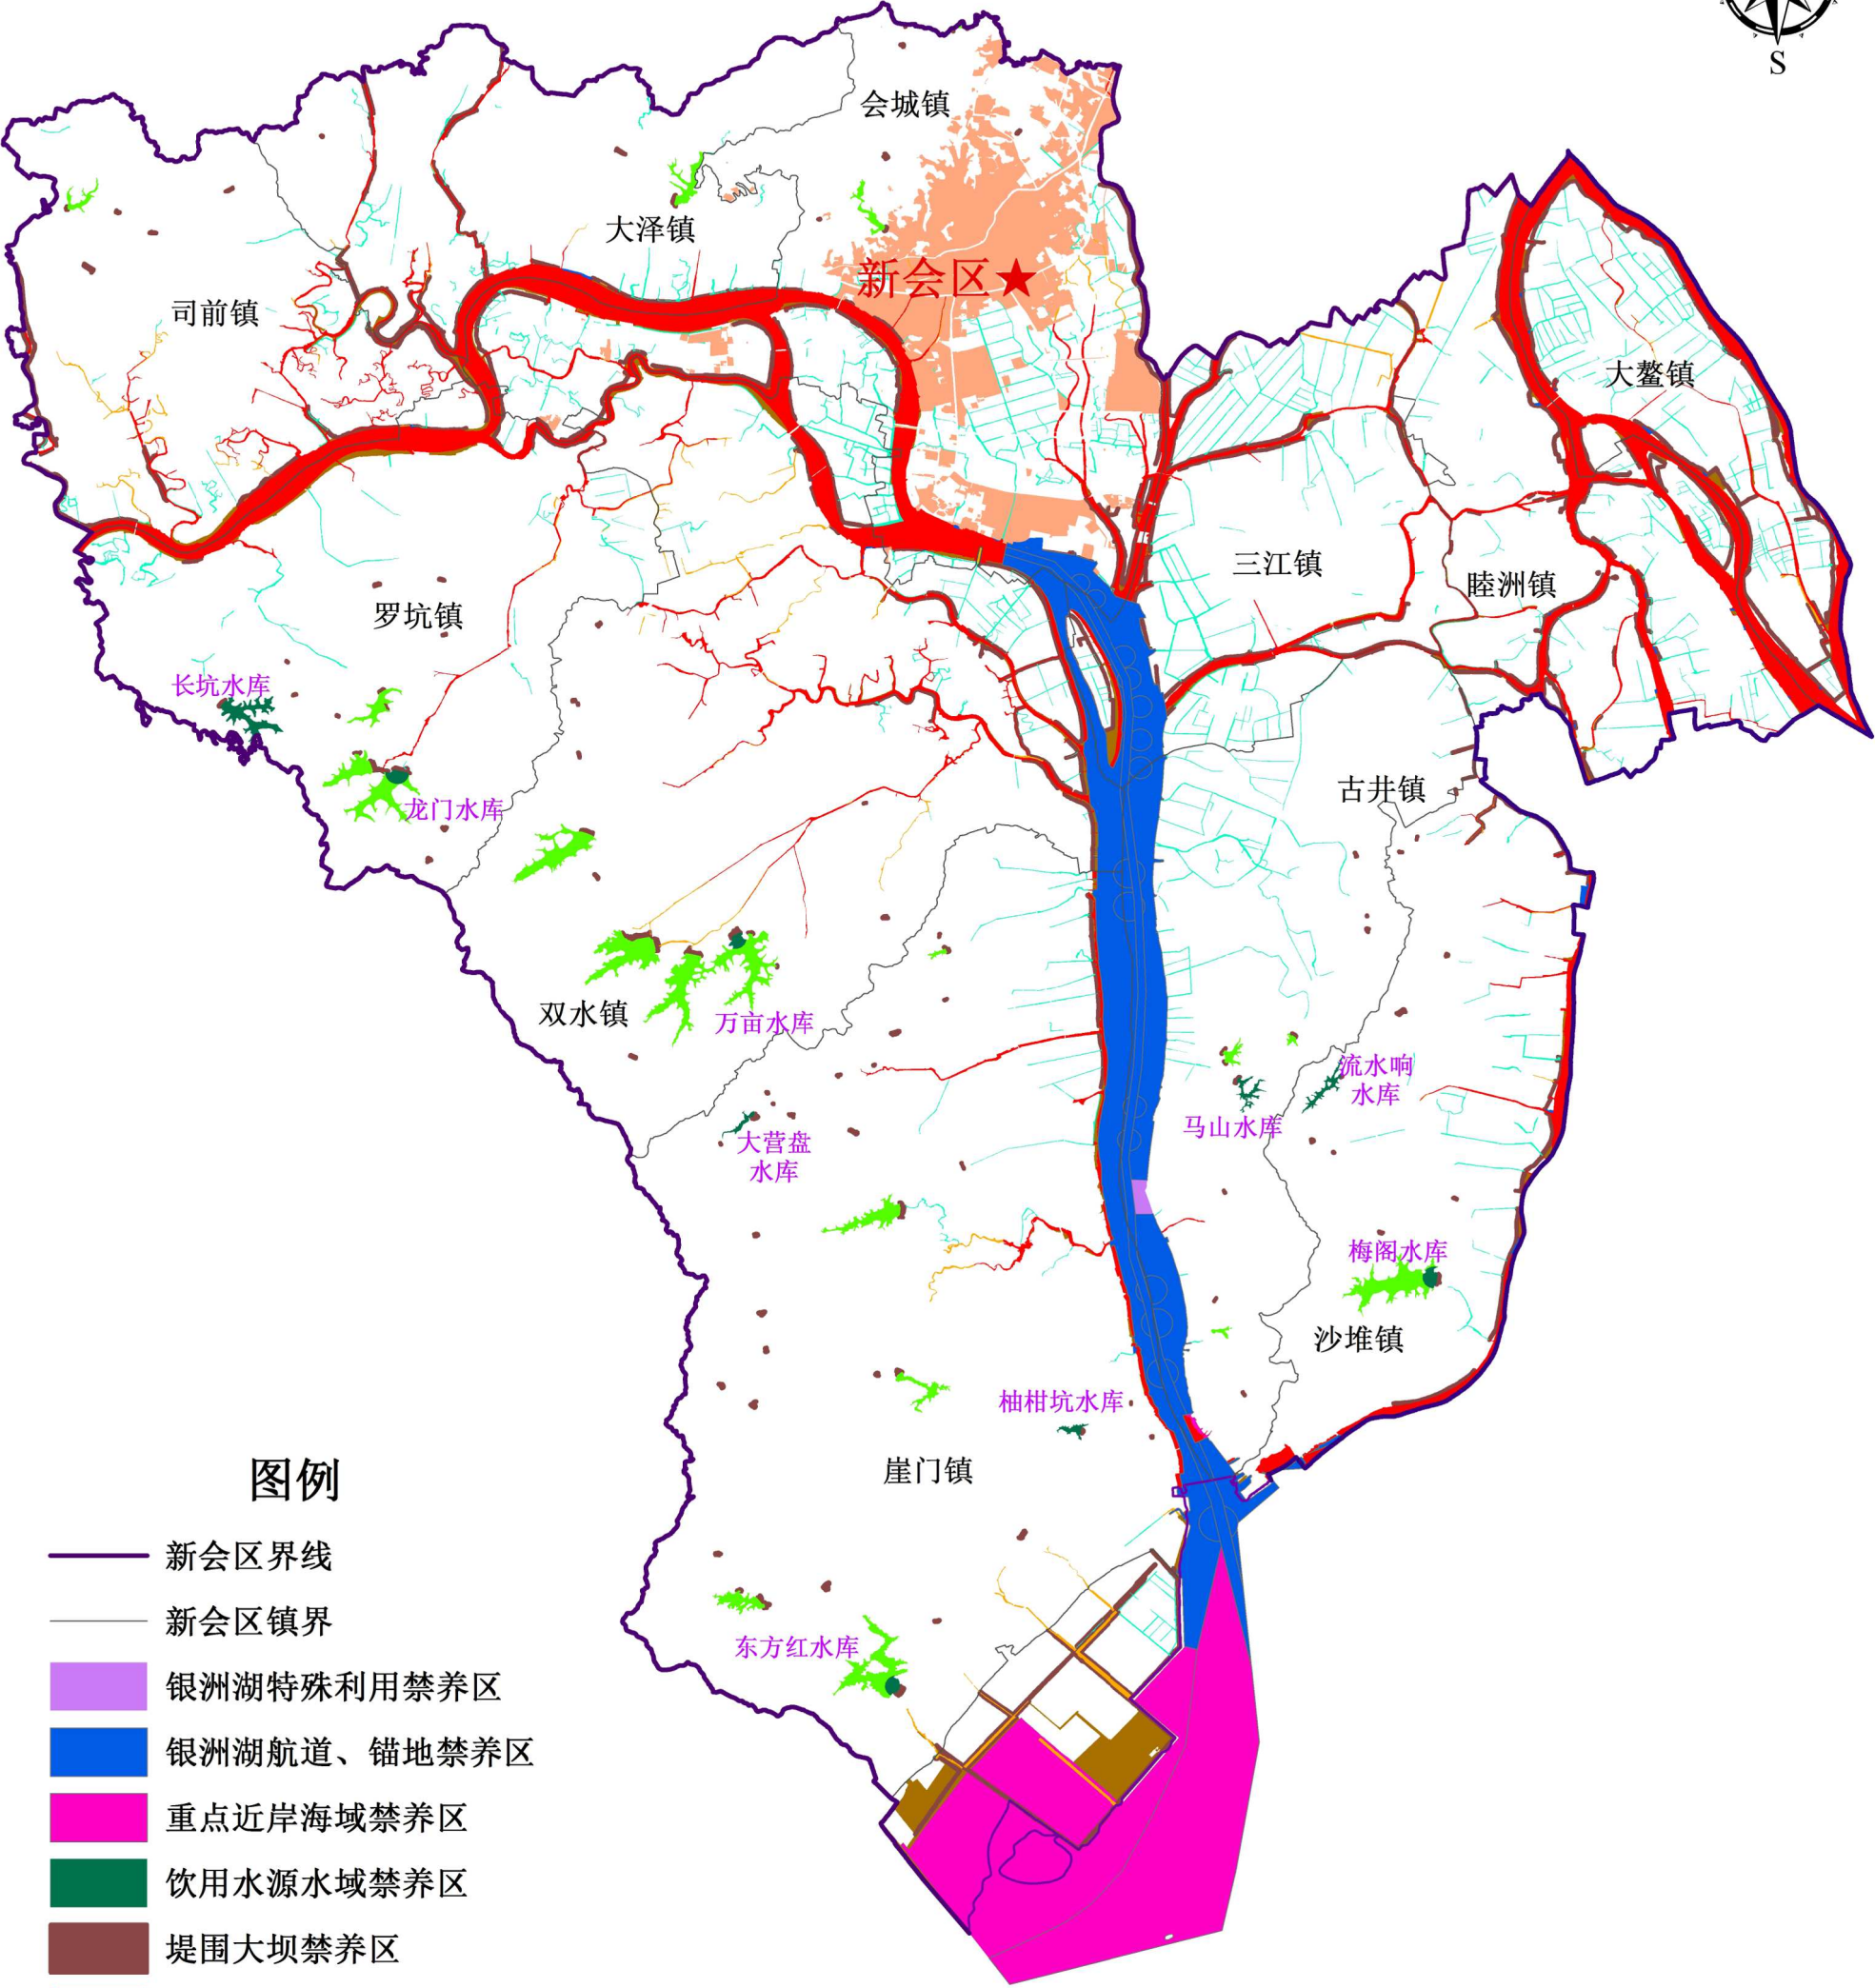 S
会城镇
大泽镇
新会区
司前镇
大鳌镇
三江镇
睦洲镇
罗坑镇
长坑水库
古井镇
龙门水库
双水镇
万亩水库
流水响
水库
马山水库
大营盘
水库
梅阁水库
沙堆镇
柚柑坑水库
崖门镇
东方红水库
图例
新会区界线
新会区镇界
银洲湖特殊利用禁养区
银洲湖航道、锚地禁养区
重点近岸海域禁养区
饮用水源水域禁养区
堤围大坝禁养区